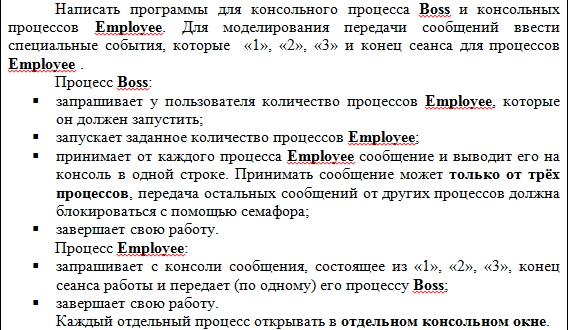 Написать программы для консольного процесса Boss и консольных
процессов Employee. Для моделирования передачи сообщений ввести
специальные события, которые «1», «2», «3» и конец сеанса для процессов
Employee .
Процесс Boss:
▪ запрашивает у пользователя количество процессов Employee, которые
он должен запустить;
▪ запускает заданное количество процессов Employee;
▪ принимает от каждого процесса Employee сообщение и выводит его на
консоль в одной строке. Принимать сообщение может только от трёх
процессов, передача остальных сообщений от других процессов должна
блокироваться с помощью семафора;
▪ завершает свою работу.
Процесс Employee:
▪ запрашивает с консоли сообщения, состоящее из «1», «2», «3», конец
сеанса работы и передает (по одному) его процессу Boss;
▪ завершает свою работу.
Каждый отдельный процесс открывать в отдельном консольном окне.